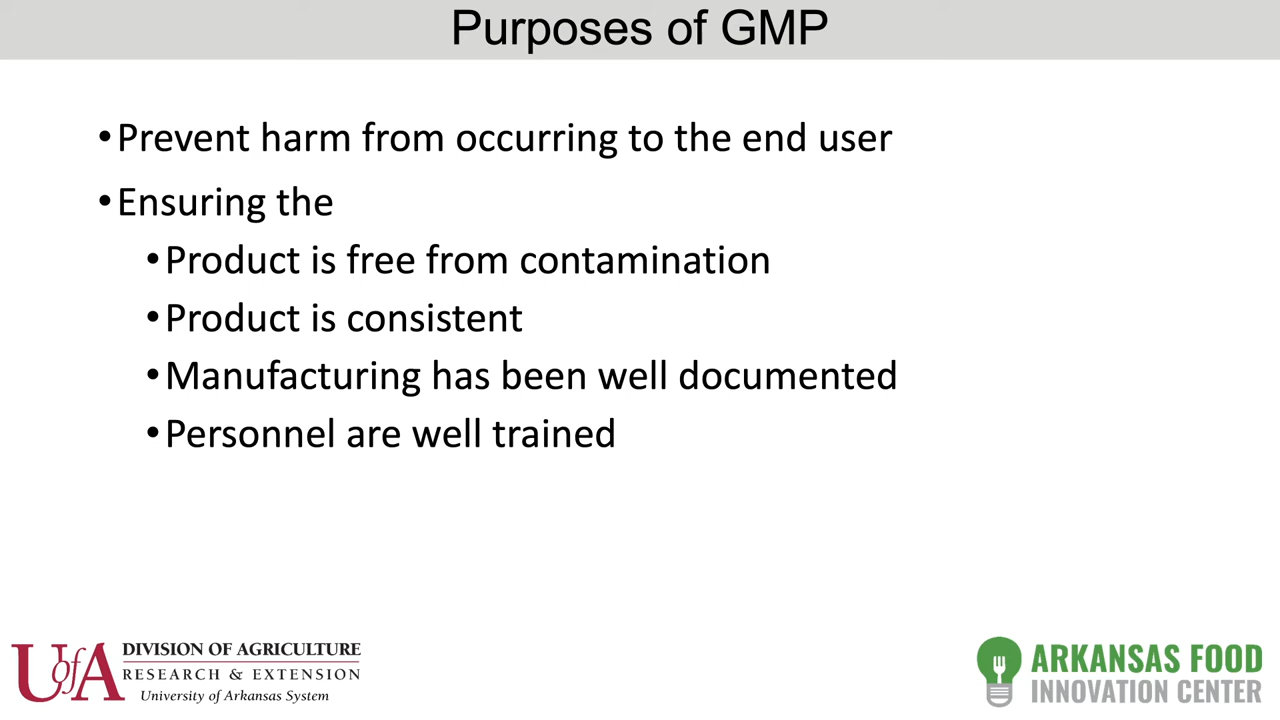 Purposes of GMP
•Prevent harm from occurring to the end user
•Ensuring the
•Product is free from contamination
•Product is consistent
•Manufacturing has been well documented
•Personnel are well trained
UofA
DIVISION OF AGRICULTURE
RESEARCH & EXTENSION
University of Arkansas System
ARKANSAS FOOD
INNOVATION CENTER